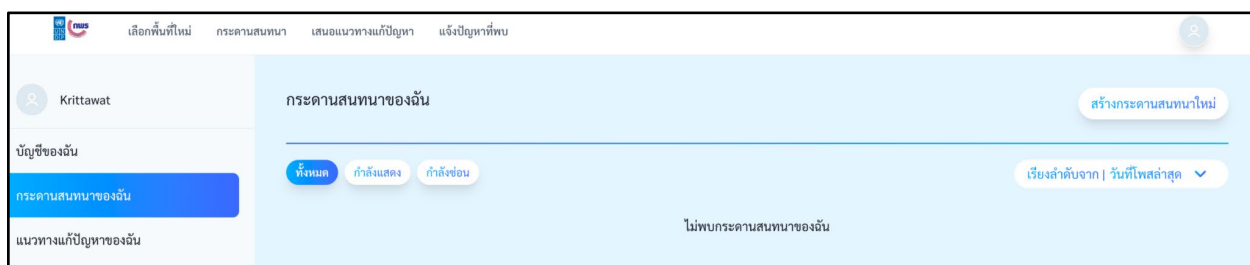 กพร เลือกพื้นที่ใหม่ กระดานสนทนา เสนอแนวทางแก้ปัญหา แจ้งปัญหาที่พบ
Krittawat
บัญชีของฉัน
กระดานสนทนาของฉัน
แนวทางแก้ปัญหาของฉัน
กระดานสนทนาของฉัน
สร้างกระดานสนทนาใหม่
ทั้งหมด กำลังแสดง กำลังซ่อน
เรียงลำดับจาก | วันที่โพสล่าสุด
ไม่พบกระดานสนทนาของฉัน